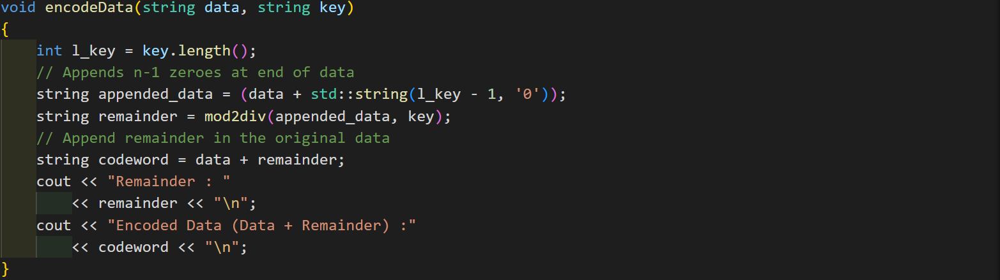 void encodeData(string data, string key)
{
    int l_key = key.length();
    // Appends n-1 zeroes at end of data
    string appended_data = (data + std::string(l_key - 1, '0'));
    string remainder = mod2div(appended_data, key);
    // Append remainder in the original data
    string codeword = data + remainder;
    cout << "Remainder : "
        << remainder << "\n";
    cout << "Encoded Data (Data + Remainder) :"
        << codeword << "\n";
}